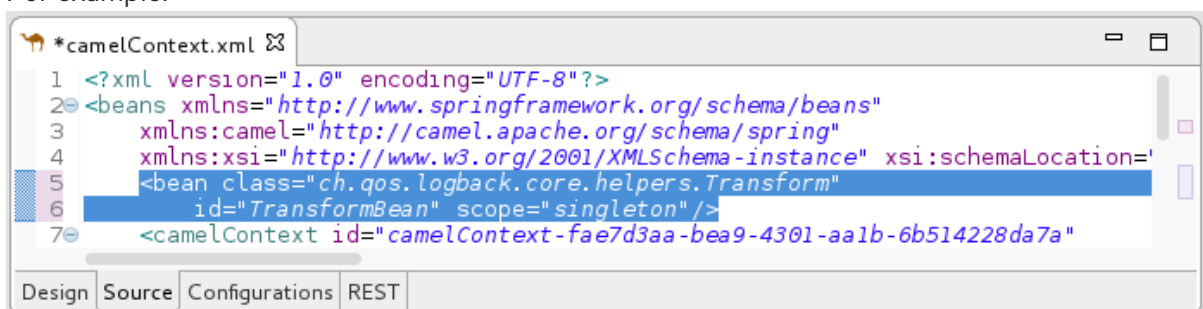 *camelContext.xml
1 <?xml version="1.0" encoding="UTF-8"?>
2 <beans xmlns="http://www.springframework.org/schema/beans"
3 xmlns:camel="http://camel.apache.org/schema/spring"
4 xmlns:xsi="http://www.w3.org/2001/XMLSchema-instance" xsi:schemaLocation="
5 <bean class="ch.qos.logback.core.helpers.Transform"
6 id="TransformBean" scope="singleton"/>
7 <camelContext id="camelContext-fae7d3aa-bea9-4301-aa1b-6b514228da7a"
Design Source Configurations REST